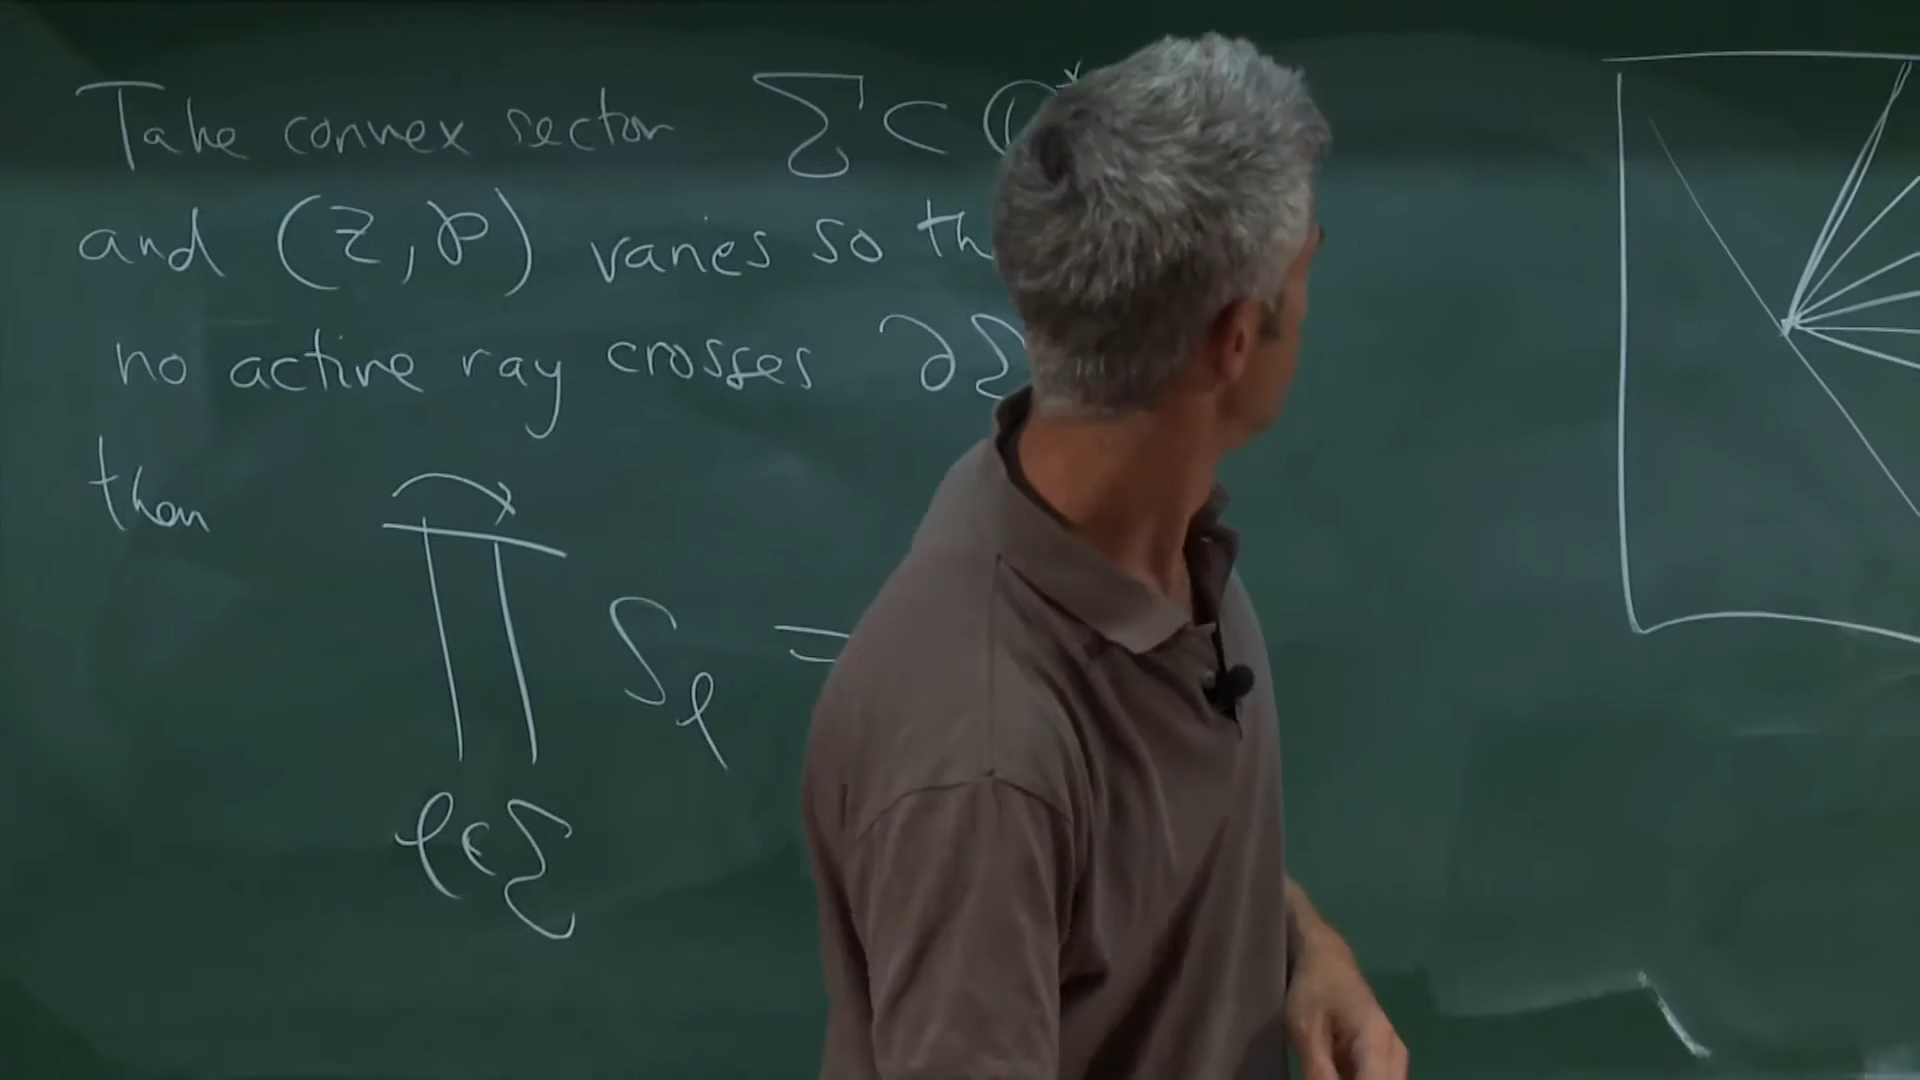 Take convex sector Σ ⊂ ℂ*
and (Z, P) varies so th
no active ray crosses ∂Σ
then
∏ S_ℓ =
ℓ∈Σ